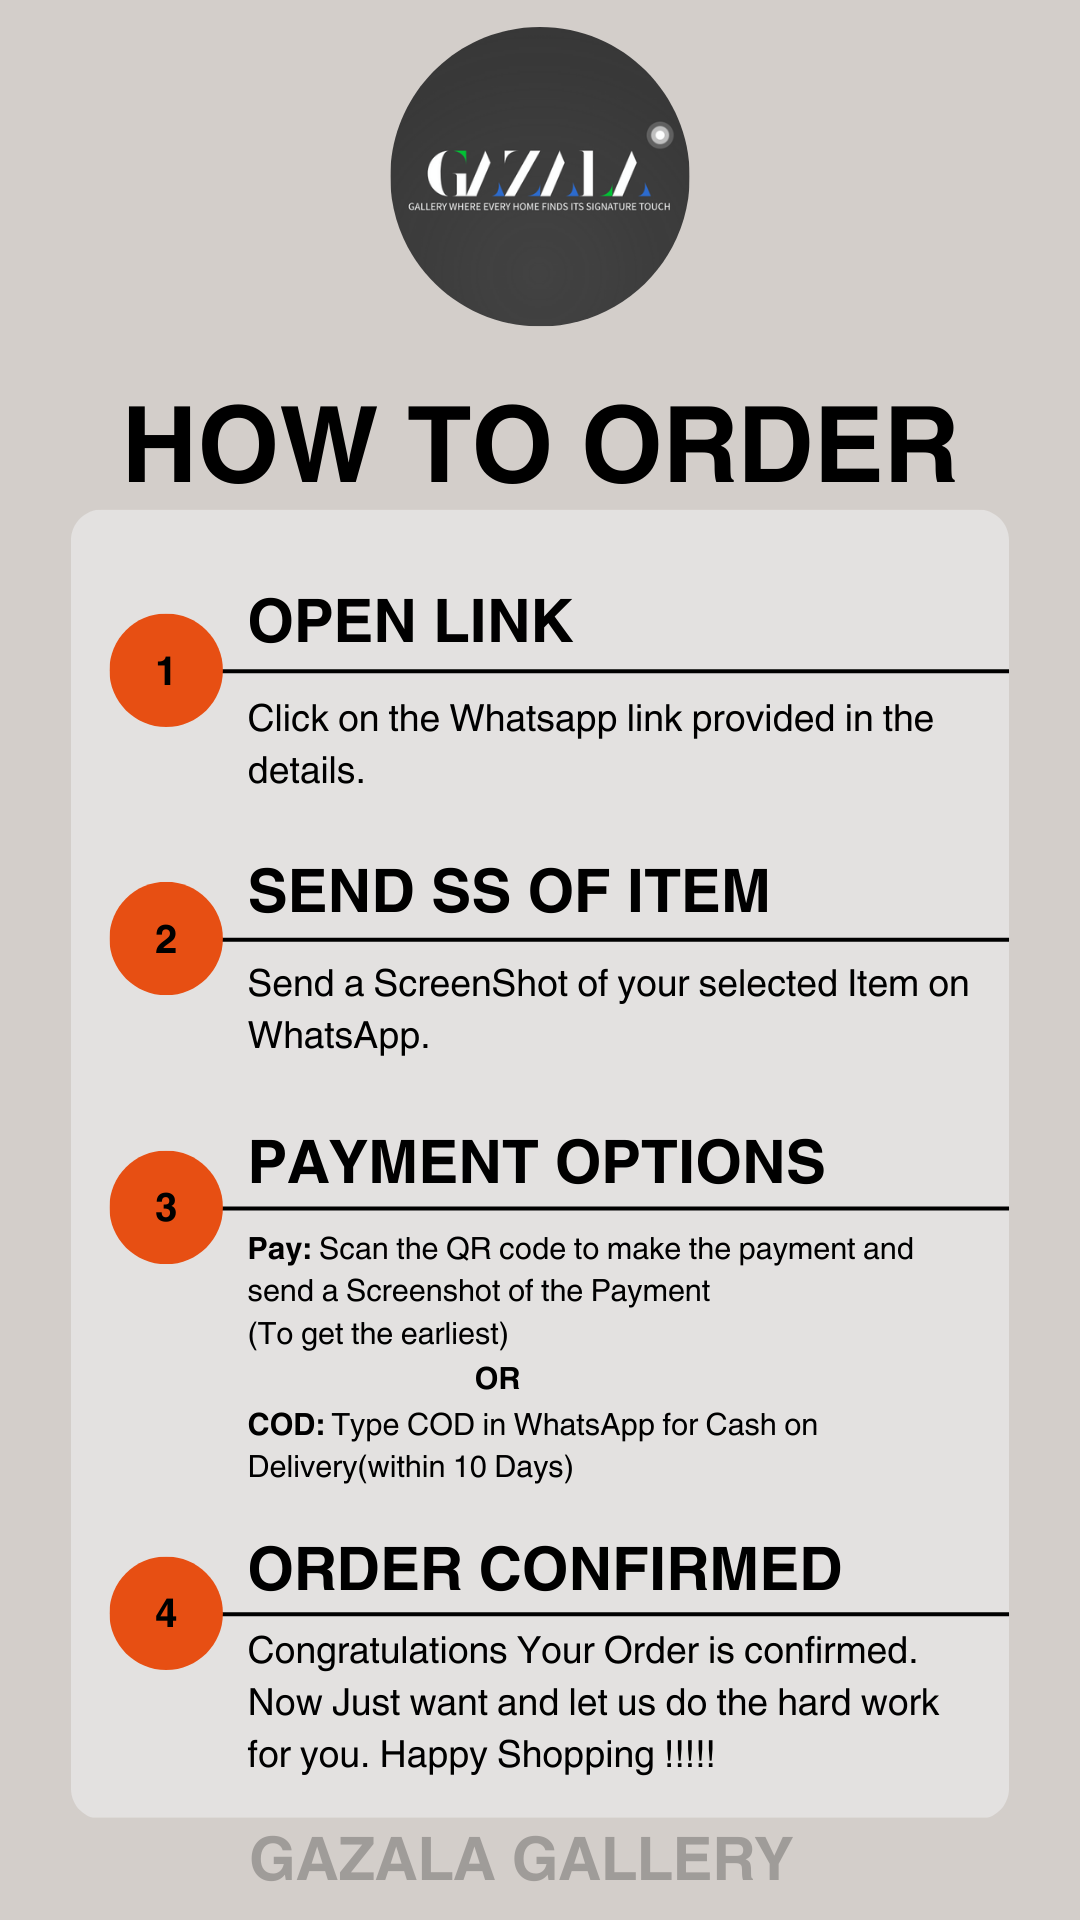 GAZALA
GALLERY WHERE EVERY HOME FINDS ITS SIGNATURE TOUCH
HOW TO ORDER
OPEN LINK
1
Click on the Whatsapp link provided in the
details.
SEND SS OF ITEM
2
Send a ScreenShot of your selected Item on
WhatsApp.
PAYMENT OPTIONS
3
Pay: Scan the QR code to make the payment and
send a Screenshot of the Payment
(To get the earliest)
OR
COD: Type COD in WhatsApp for Cash on
Delivery(within 10 Days)
ORDER CONFIRMED
4
Congratulations Your Order is confirmed.
Now Just want and let us do the hard work
for you. Happy Shopping !!!!!
GAZALA GALLERY